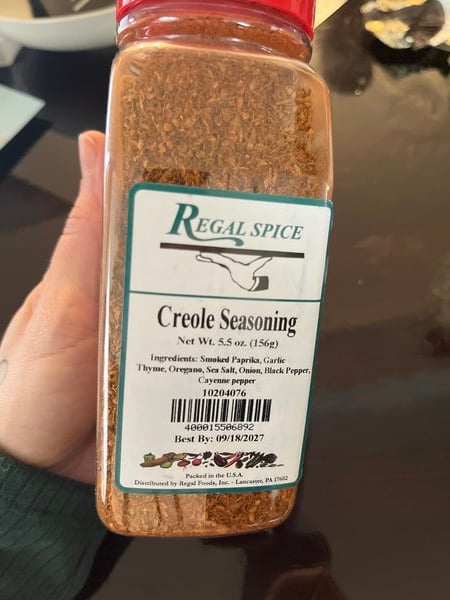 REGAL SPICE
Creole Seasoning
Net Wt. 5.5 oz. (156g)
Ingredients: Smoked Paprika, Garlic
Thyme, Oregano, Sea Salt, Onion, Black Pepper,
Cayenne pepper
10204076
400015506892
Best By: 09/18/2027
Packed in the U.S.A.
Distributed by Regal Foods, Inc. - Lancaster, PA 17602